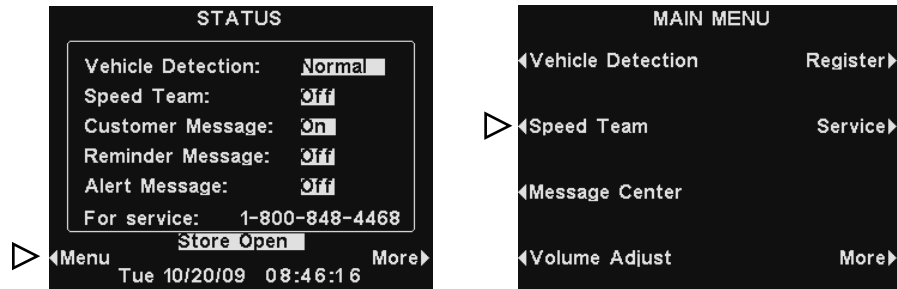 STATUS
Vehicle Detection: Normal
Speed Team: Off
Customer Message: On
Reminder Message: Off
Alert Message: Off
For service: 1-800-848-4468
Store Open
Menu More
Tue 10/20/09 08:46:16
MAIN MENU
Vehicle Detection Register
Speed Team Service
Message Center
Volume Adjust More